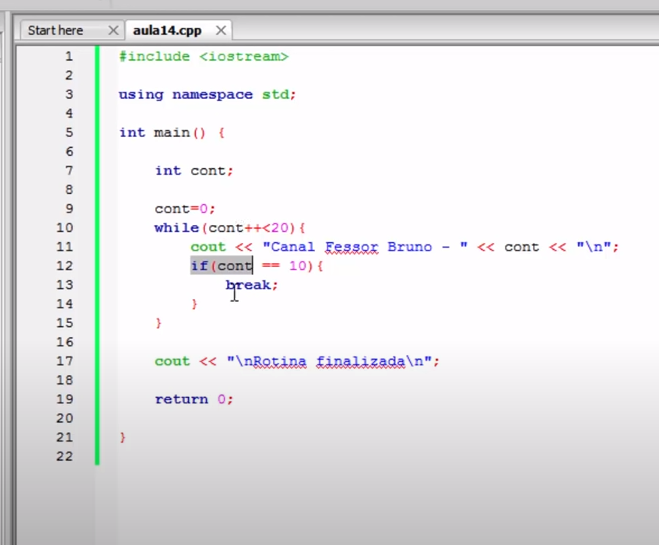 Start here
aula14.cpp
1 #include <iostream>
2
3 using namespace std;
4
5 int main() {
6
7 int cont;
8
9 cont=0;
10 while(cont++<20){
11 cout << "Canal Fessor Bruno - " << cont << "\n";
12 if(cont == 10){
13 break;
14 }
15 }
16
17 cout << "\nRotina finalizada\n";
18
19 return 0;
20
21 }
22